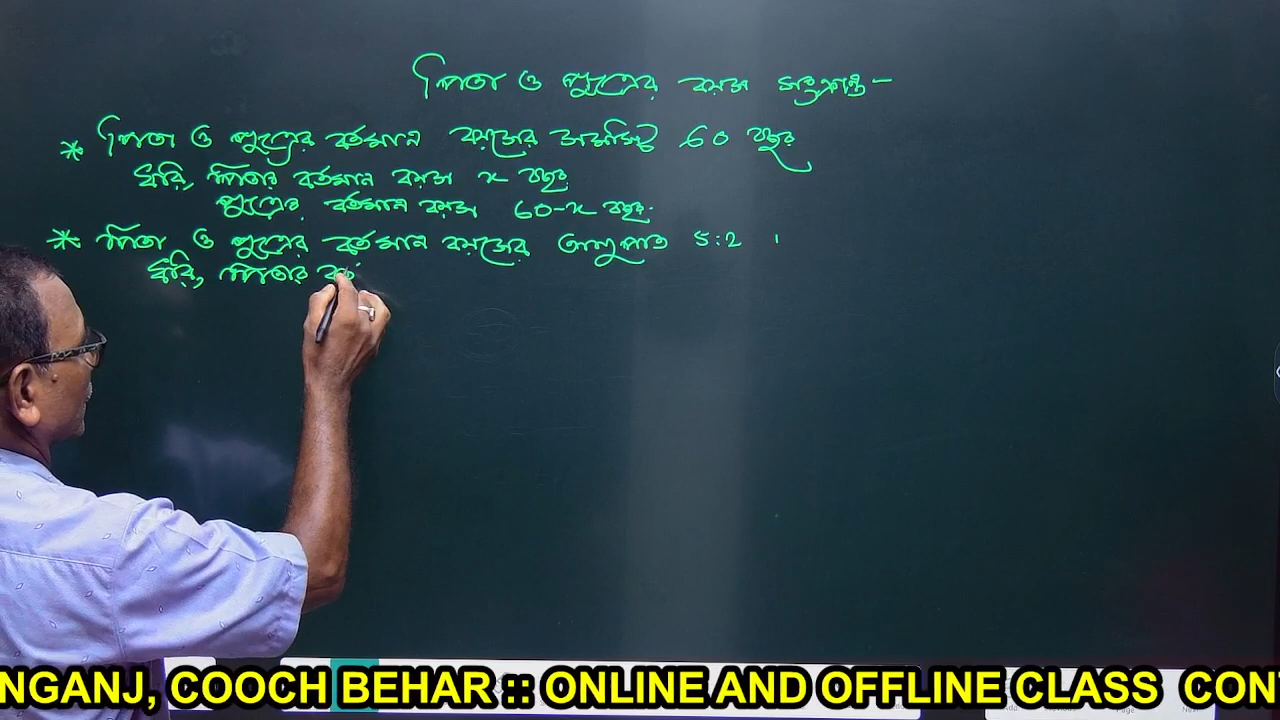 পিতা ও পুত্রের বয়স সংক্রান্ত -
* পিতা ও পুত্রের বর্তমান বয়সের সমষ্টি 60 বছর
ধরি, পিতার বর্তমান বয়স x বছর
পুত্রের বর্তমান বয়স 60-x বছর.
* পিতা ও পুত্রের বর্তমান বয়সের অনুপাত 5:2 ।
ধরি, পিতার বর্ত
NGANJ, COOCH BEHAR :: ONLINE AND OFFLINE CLASS CON